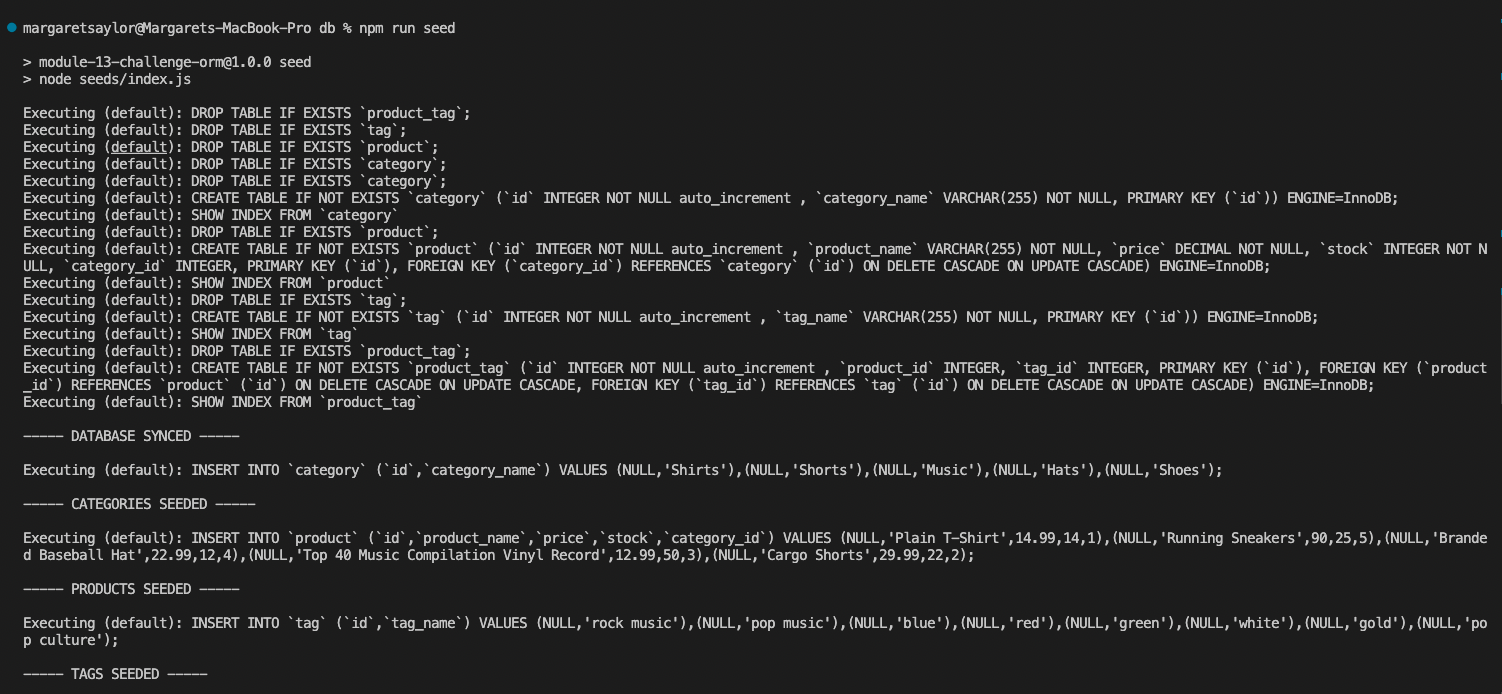 margaretsaylor@Margarets-MacBook-Pro db % npm run seed
> module-13-challenge-orm@1.0.0 seed
> node seeds/index.js
Executing (default): DROP TABLE IF EXISTS `product_tag`;
Executing (default): DROP TABLE IF EXISTS `tag`;
Executing (default): DROP TABLE IF EXISTS `product`;
Executing (default): DROP TABLE IF EXISTS `category`;
Executing (default): DROP TABLE IF EXISTS `category`;
Executing (default): CREATE TABLE IF NOT EXISTS `category` (`id` INTEGER NOT NULL auto_increment , `category_name` VARCHAR(255) NOT NULL, PRIMARY KEY (`id`)) ENGINE=InnoDB;
Executing (default): SHOW INDEX FROM `category`
Executing (default): DROP TABLE IF EXISTS `product`;
Executing (default): CREATE TABLE IF NOT EXISTS `product` (`id` INTEGER NOT NULL auto_increment , `product_name` VARCHAR(255) NOT NULL, `price` DECIMAL NOT NULL, `stock` INTEGER NOT N
ULL, `category_id` INTEGER, PRIMARY KEY (`id`), FOREIGN KEY (`category_id`) REFERENCES `category` (`id`) ON DELETE CASCADE ON UPDATE CASCADE) ENGINE=InnoDB;
Executing (default): SHOW INDEX FROM `product`
Executing (default): DROP TABLE IF EXISTS `tag`;
Executing (default): CREATE TABLE IF NOT EXISTS `tag` (`id` INTEGER NOT NULL auto_increment , `tag_name` VARCHAR(255) NOT NULL, PRIMARY KEY (`id`)) ENGINE=InnoDB;
Executing (default): SHOW INDEX FROM `tag`
Executing (default): DROP TABLE IF EXISTS `product_tag`;
Executing (default): CREATE TABLE IF NOT EXISTS `product_tag` (`id` INTEGER NOT NULL auto_increment , `product_id` INTEGER, `tag_id` INTEGER, PRIMARY KEY (`id`), FOREIGN KEY (`product
_id`) REFERENCES `product` (`id`) ON DELETE CASCADE ON UPDATE CASCADE, FOREIGN KEY (`tag_id`) REFERENCES `tag` (`id`) ON DELETE CASCADE ON UPDATE CASCADE) ENGINE=InnoDB;
Executing (default): SHOW INDEX FROM `product_tag`
----- DATABASE SYNCED -----
Executing (default): INSERT INTO `category` (`id`,`category_name`) VALUES (NULL,'Shirts'),(NULL,'Shorts'),(NULL,'Music'),(NULL,'Hats'),(NULL,'Shoes');
----- CATEGORIES SEEDED -----
Executing (default): INSERT INTO `product` (`id`,`product_name`,`price`,`stock`,`category_id`) VALUES (NULL,'Plain T-Shirt',14.99,14,1),(NULL,'Running Sneakers',90,25,5),(NULL,'Brande
d Baseball Hat',22.99,12,4),(NULL,'Top 40 Music Compilation Vinyl Record',12.99,50,3),(NULL,'Cargo Shorts',29.99,22,2);
----- PRODUCTS SEEDED -----
Executing (default): INSERT INTO `tag` (`id`,`tag_name`) VALUES (NULL,'rock music'),(NULL,'pop music'),(NULL,'blue'),(NULL,'red'),(NULL,'green'),(NULL,'white'),(NULL,'gold'),(NULL,'po
p culture');
----- TAGS SEEDED -----